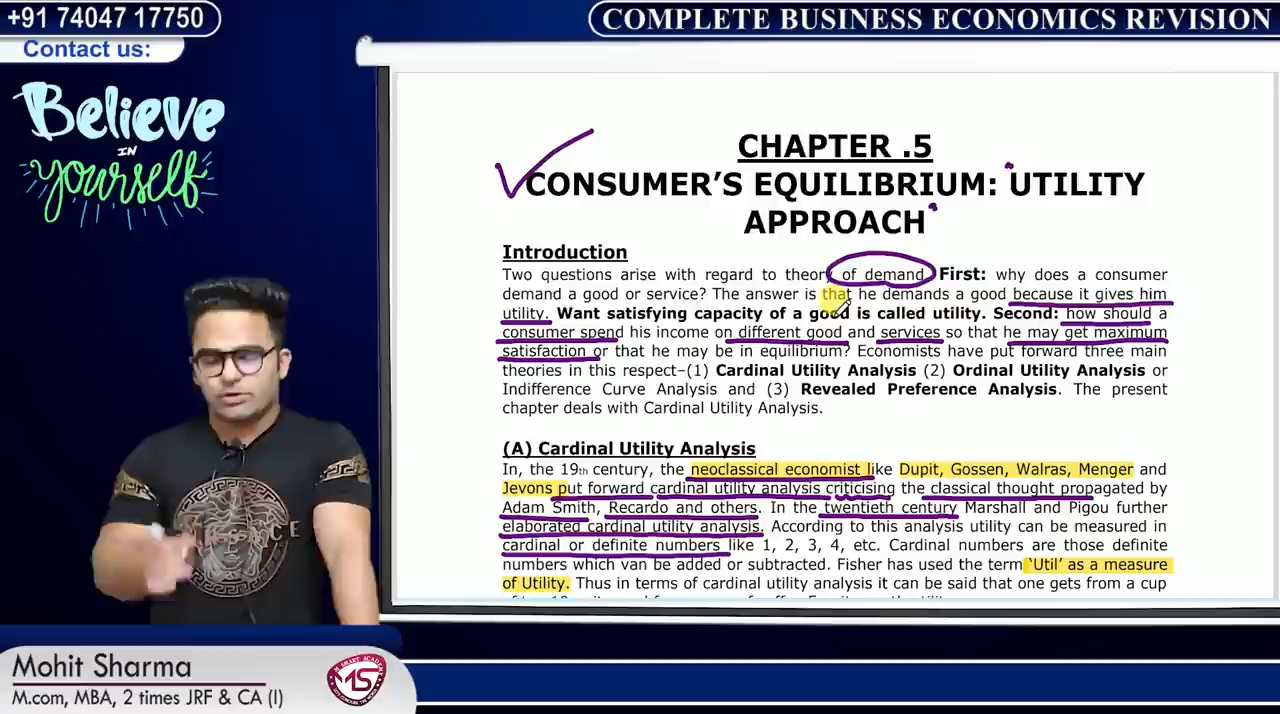 +91 74047 17750
COMPLETE BUSINESS ECONOMICS REVISION
Contact us:
Believe
IN
yourself
CHAPTER .5
CONSUMER’S EQUILIBRIUM: UTILITY
APPROACH
Introduction
Two questions arise with regard to theory of demand. First: why does a consumer
demand a good or service? The answer is that he demands a good because it gives him
utility. Want satisfying capacity of a good is called utility. Second: how should a
consumer spend his income on different good and services so that he may get maximum
satisfaction or that he may be in equilibrium? Economists have put forward three main
theories in this respect–(1) Cardinal Utility Analysis (2) Ordinal Utility Analysis or
Indifference Curve Analysis and (3) Revealed Preference Analysis. The present
chapter deals with Cardinal Utility Analysis.
(A) Cardinal Utility Analysis
In, the 19th century, the neoclassical economist like Dupit, Gossen, Walras, Menger and
Jevons put forward cardinal utility analysis criticising the classical thought propagated by
Adam Smith, Recardo and others. In the twentieth century Marshall and Pigou further
elaborated cardinal utility analysis. According to this analysis utility can be measured in
cardinal or definite numbers like 1, 2, 3, 4, etc. Cardinal numbers are those definite
numbers which van be added or subtracted. Fisher has used the term ‘Util’ as a measure
of Utility. Thus in terms of cardinal utility analysis it can be said that one gets from a cup
Mohit Sharma
M.com, MBA, 2 times JRF & CA (I)
MS